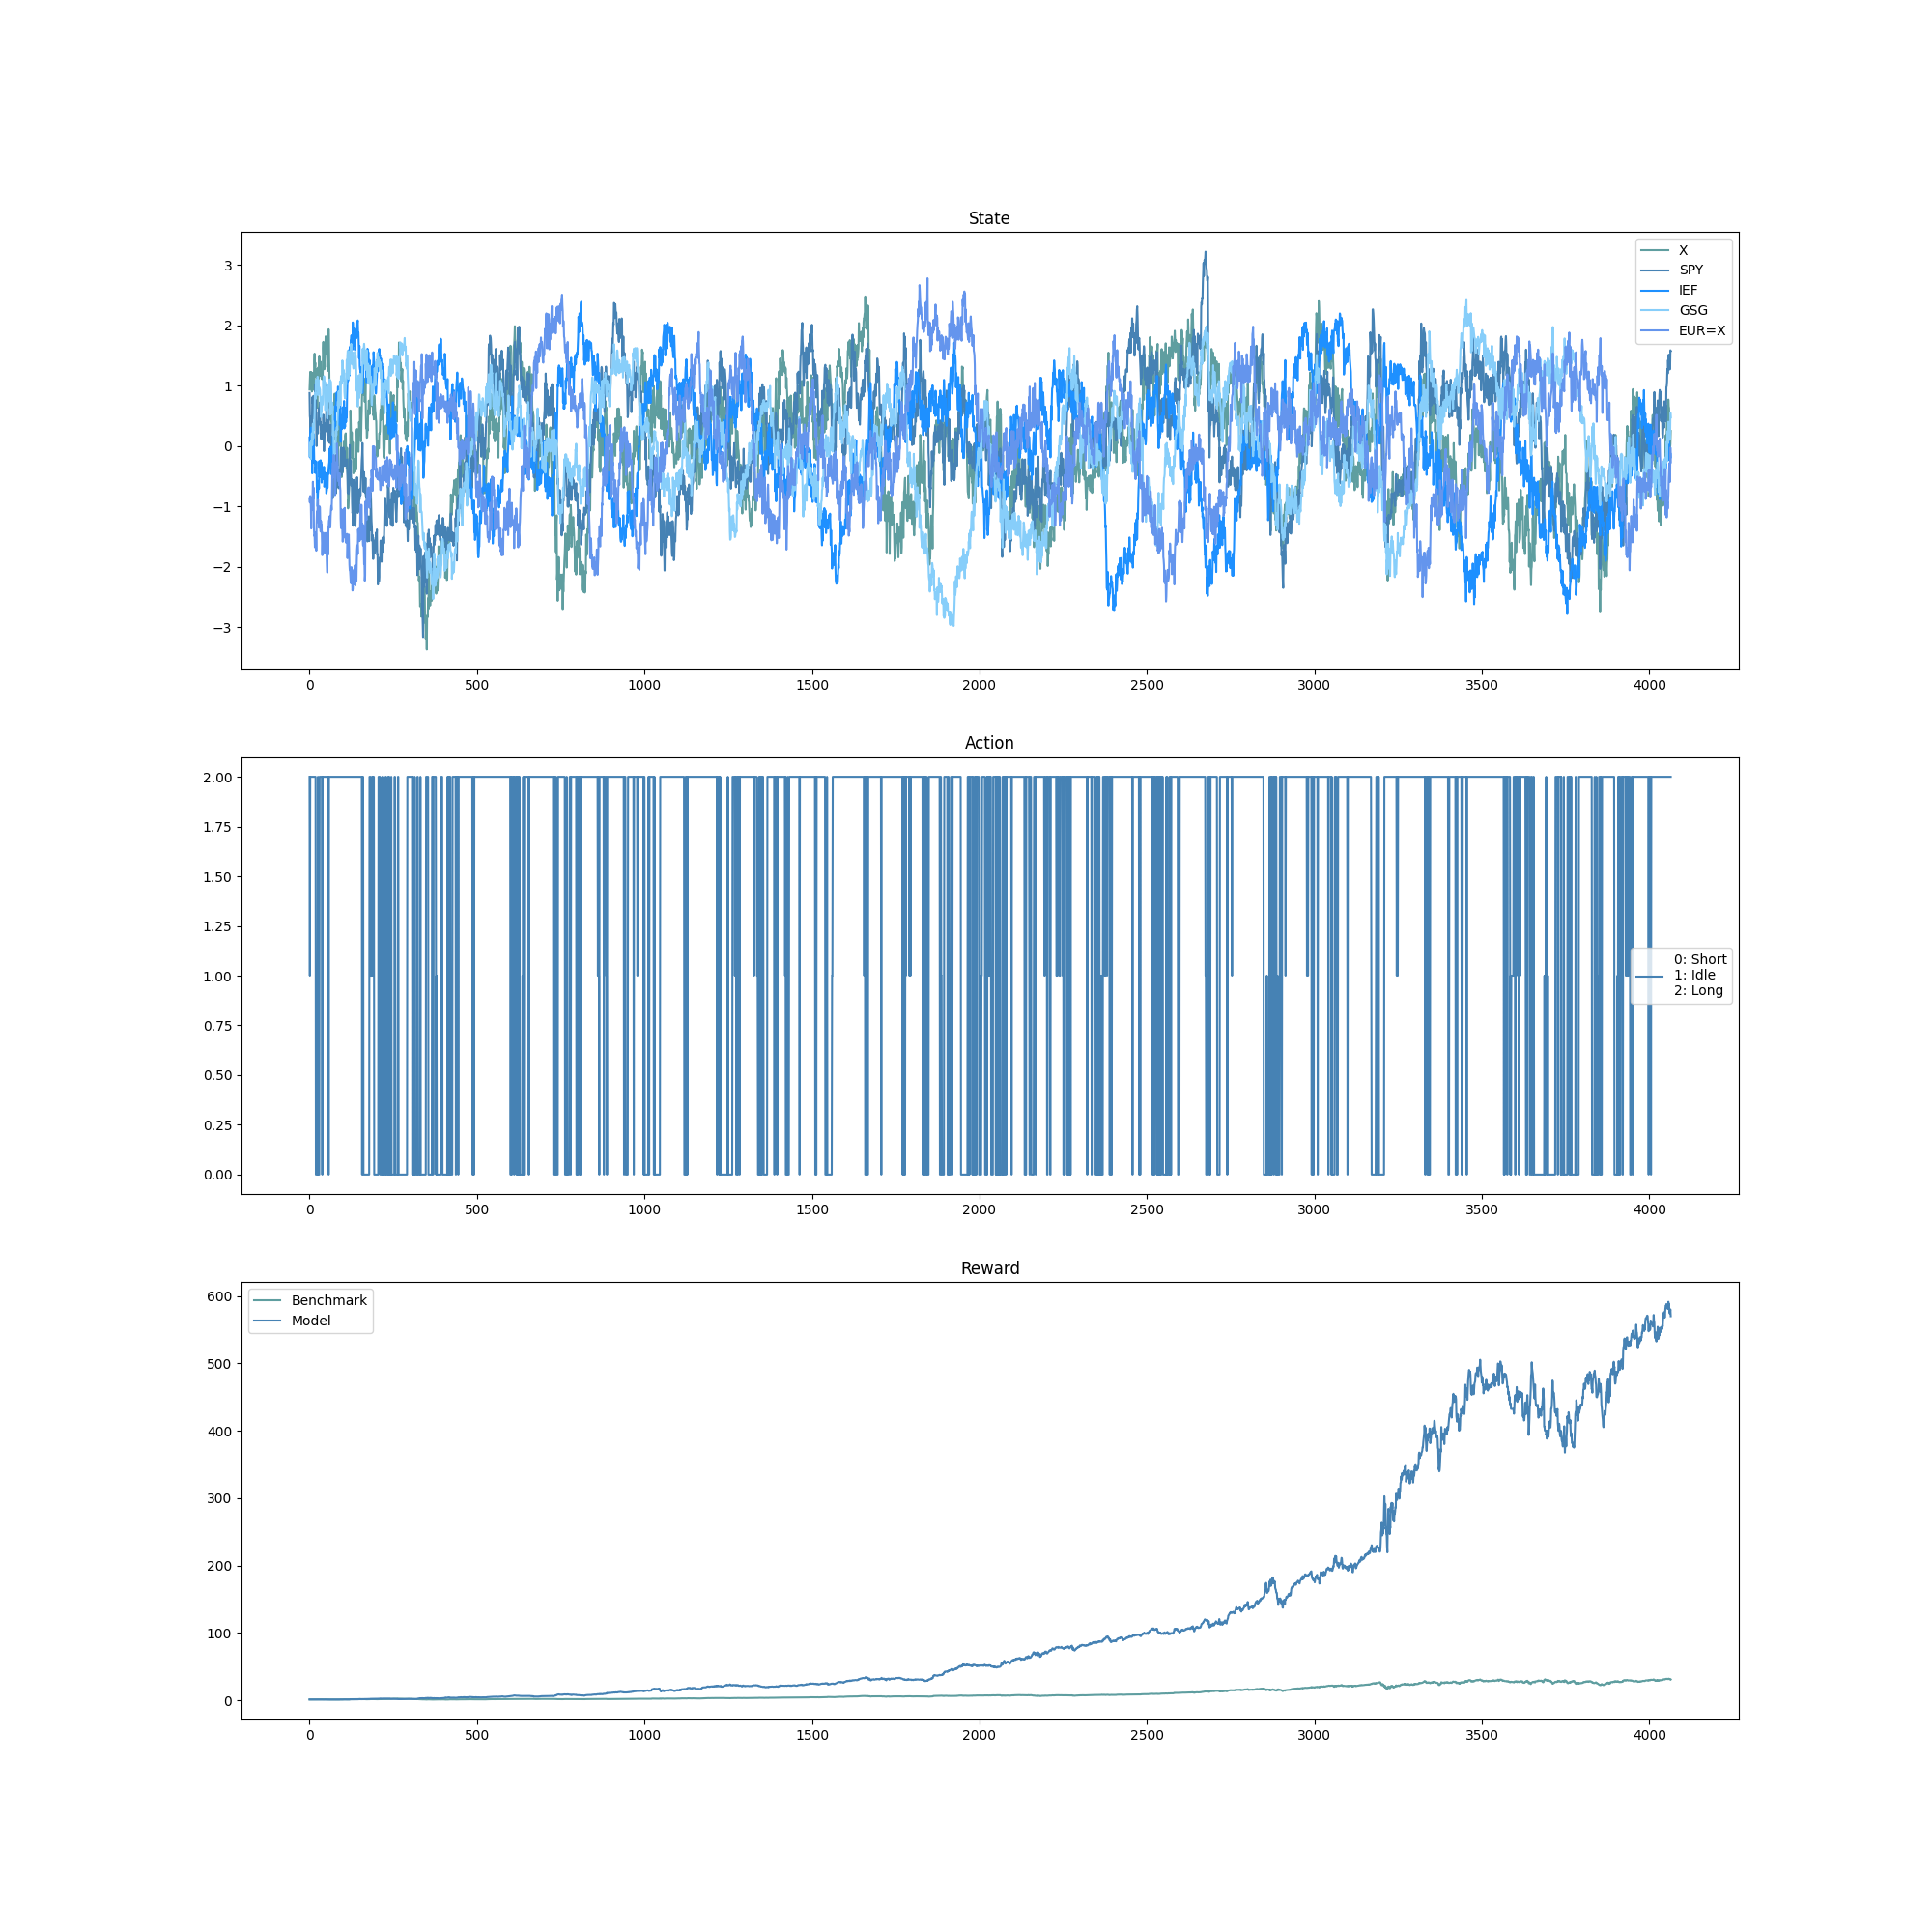 State
3
2
1
0
−1
−2
−3
X
SPY
IEF
GSG
EUR=X
0 500 1000 1500 2000 2500 3000 3500 4000
Action
2.00
1.75
1.50
1.25
1.00
0.75
0.50
0.25
0.00
0: Short
1: Idle
2: Long
0 500 1000 1500 2000 2500 3000 3500 4000
Reward
600
500
400
300
200
100
0
Benchmark
Model
0 500 1000 1500 2000 2500 3000 3500 4000